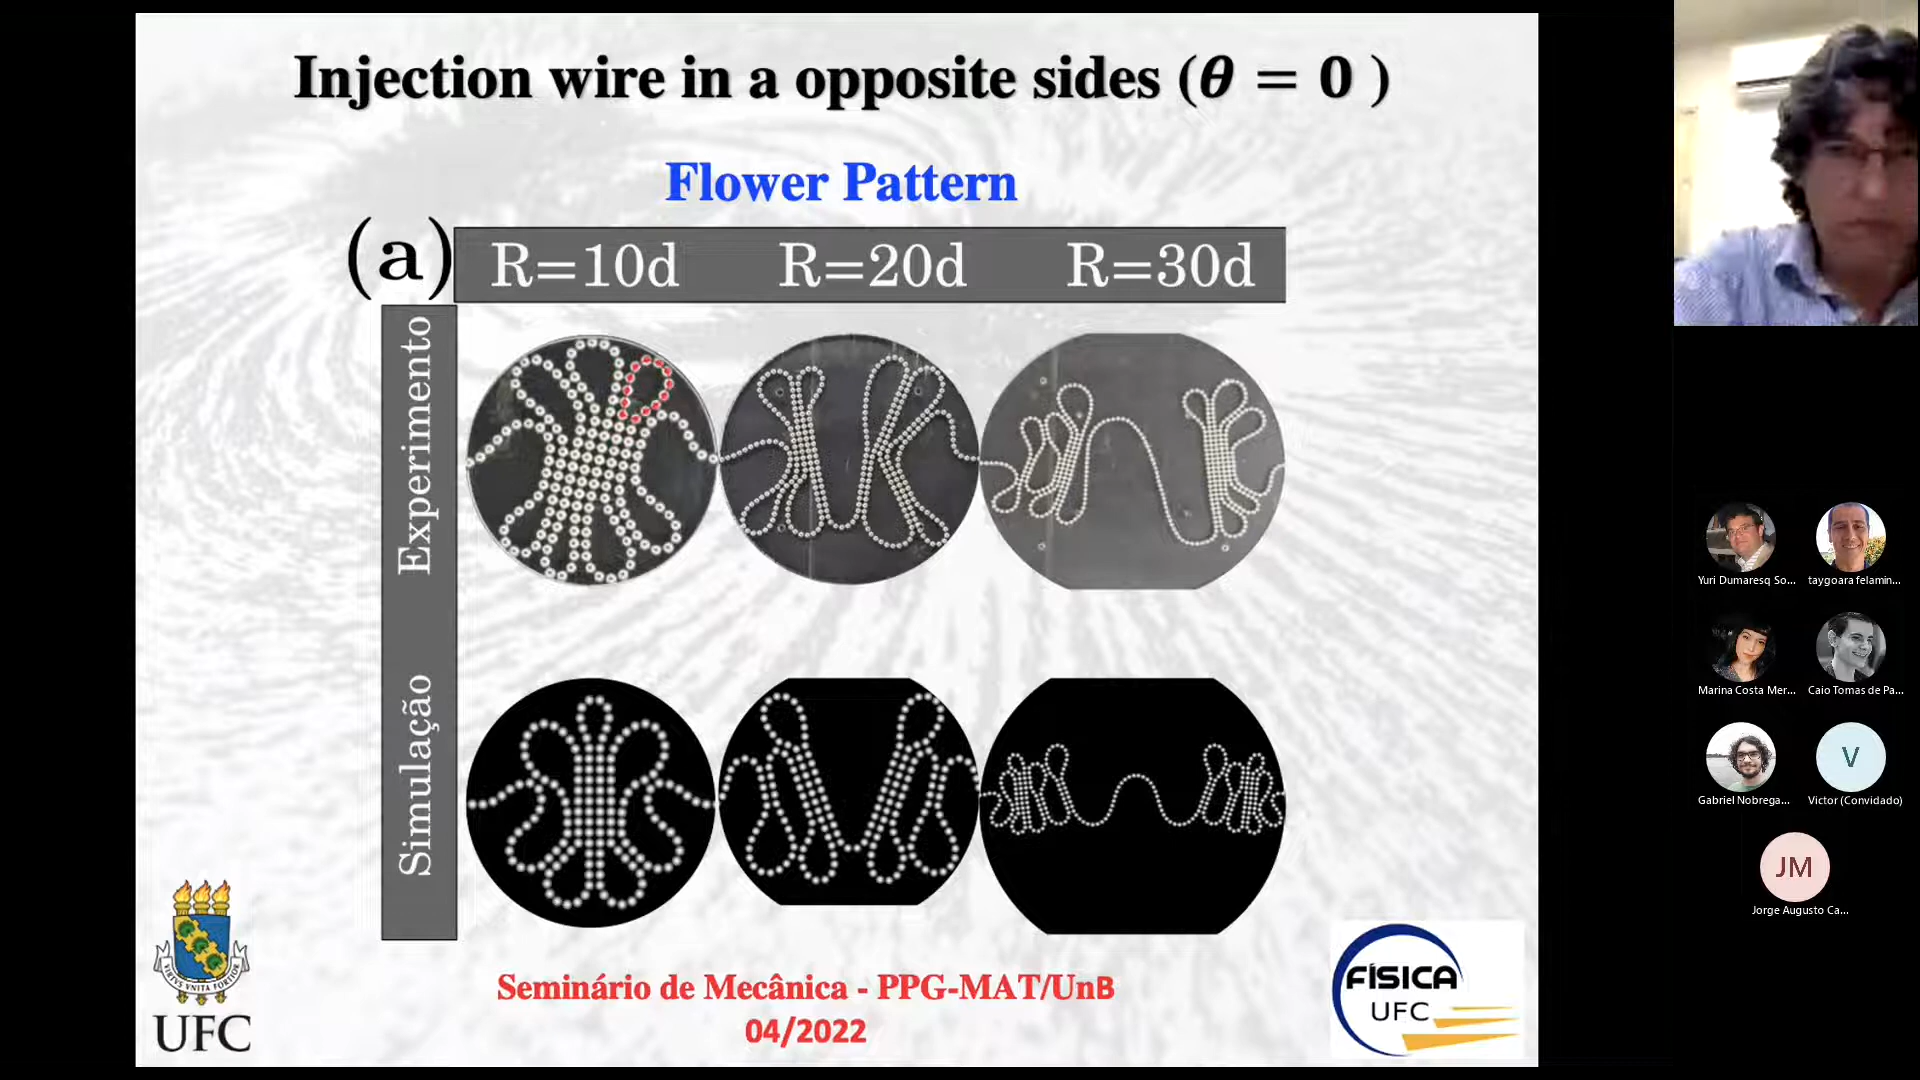 Injection wire in a opposite sides (θ = 0 )
Flower Pattern
(a)
R=10d R=20d R=30d
Experimento
Simulação
Seminário de Mecânica - PPG-MAT/UnB
04/2022
UFC
FÍSICA
UFC
Yuri Dumaresq So...
taygoara felamin...
Marina Costa Mer...
Caio Tomas de Pa...
Gabriel Nobrega...
V
Victor (Convidado)
JM
Jorge Augusto Ca...